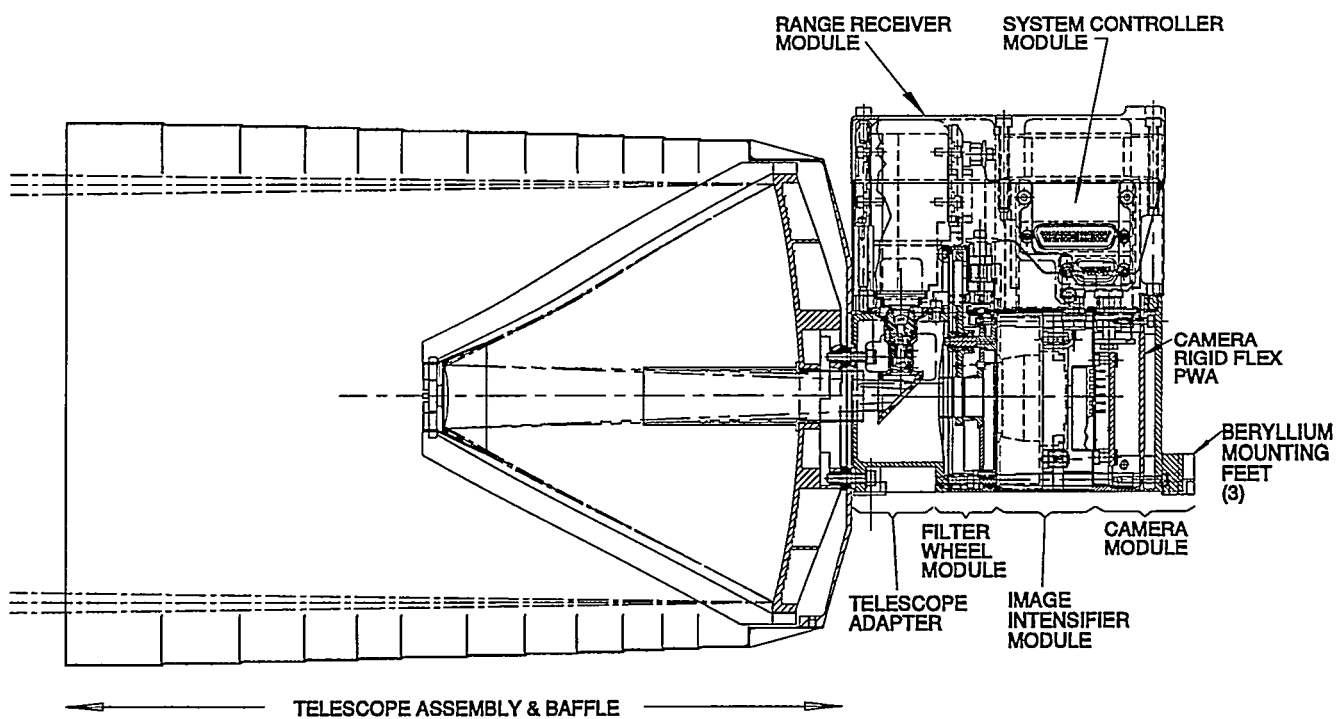 RANGE RECEIVER
MODULE
SYSTEM CONTROLLER
MODULE
CAMERA
RIGID FLEX
PWA
BERYLLIUM
MOUNTING
FEET
(3)
FILTER
WHEEL
MODULE
CAMERA
MODULE
TELESCOPE
ADAPTER
IMAGE
INTENSIFIER
MODULE
TELESCOPE ASSEMBLY & BAFFLE